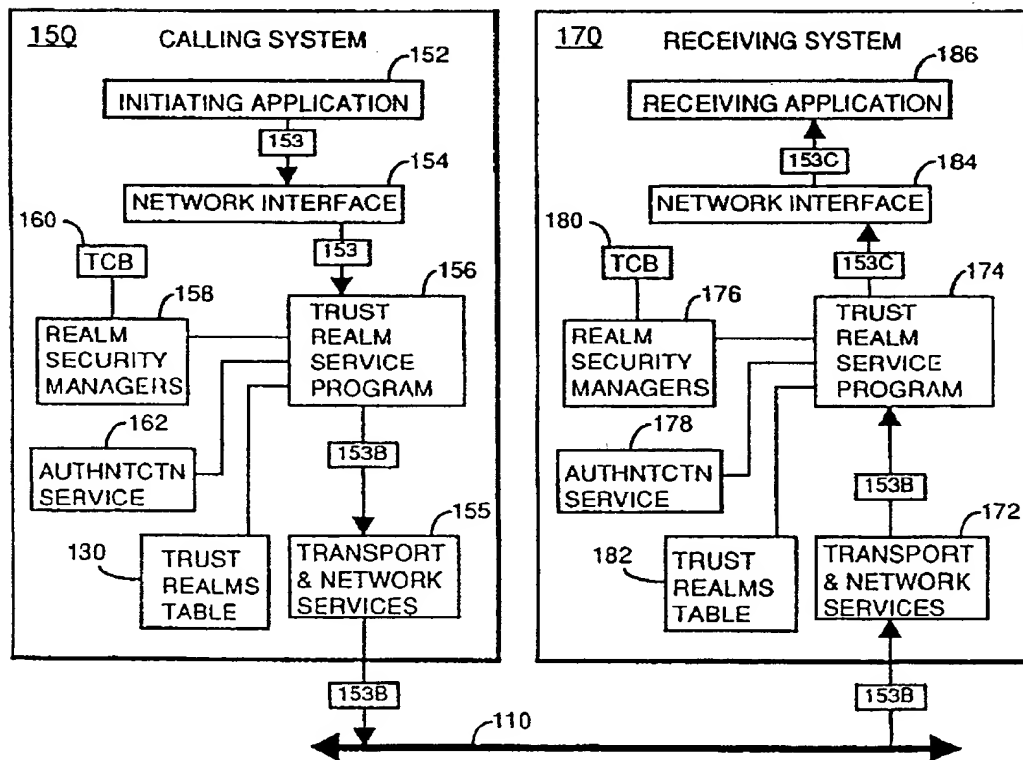 150 CALLING SYSTEM
152
INITIATING APPLICATION
153
154
NETWORK INTERFACE
160
153
TCB
156
158
REALM
SECURITY
MANAGERS
TRUST
REALM
SERVICE
PROGRAM
162
AUTHNTCTN
SERVICE
153B
155
130
TRUST
REALMS
TABLE
TRANSPORT
& NETWORK
SERVICES
153B
170 RECEIVING SYSTEM
186
RECEIVING APPLICATION
153C
184
NETWORK INTERFACE
180
153C
TCB
174
176
REALM
SECURITY
MANAGERS
TRUST
REALM
SERVICE
PROGRAM
178
AUTHNTCTN
SERVICE
153B
172
182
TRUST
REALMS
TABLE
TRANSPORT
& NETWORK
SERVICES
153B
110